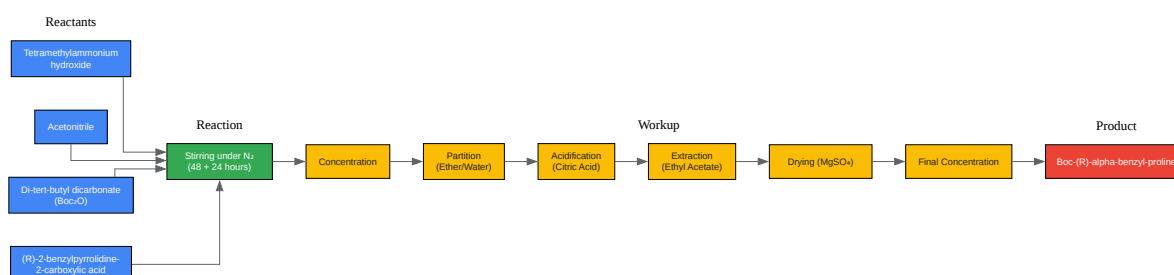 Reactants
Tetramethylammonium
hydroxide
Acetonitrile
Di-tert-butyl dicarbonate
(Boc₂O)
(R)-2-benzylpyrrolidine-
2-carboxylic acid
Reaction
Stirring under N₂
(48 + 24 hours)
Workup
Concentration
Partition
(Ether/Water)
Acidification
(Citric Acid)
Extraction
(Ethyl Acetate)
Drying (MgSO₄)
Final Concentration
Product
Boc-(R)-alpha-benzyl-proline